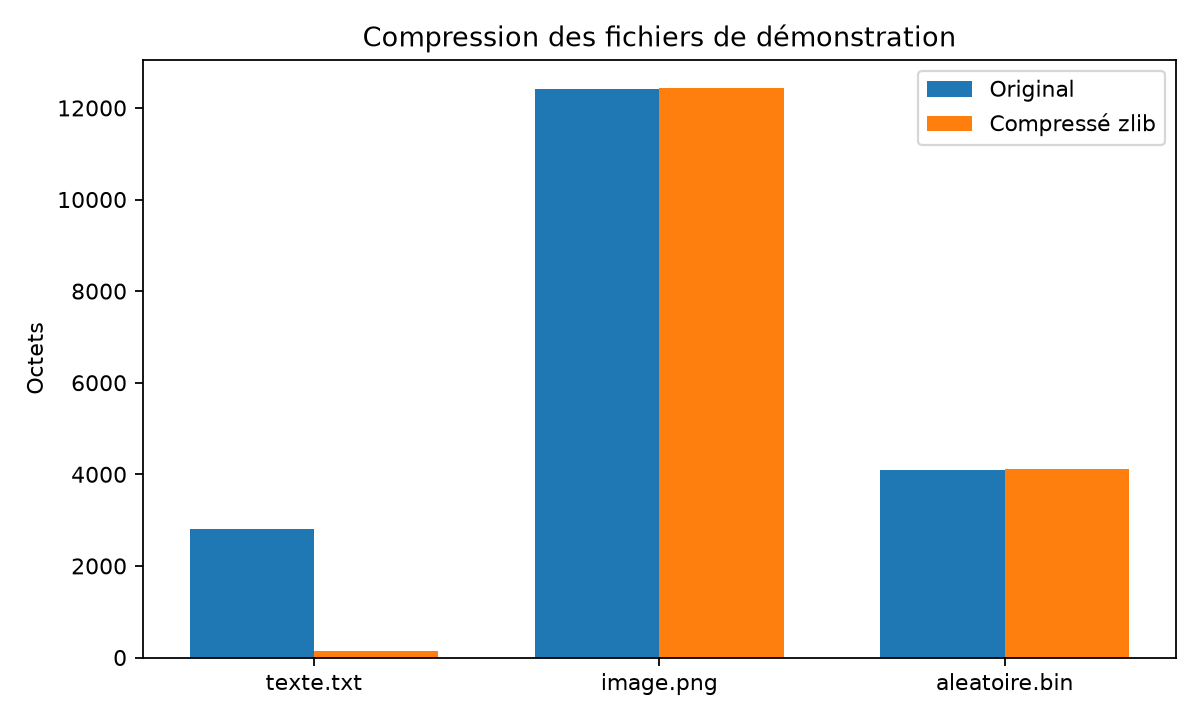 Compression des fichiers de démonstration
Original
Compressé zlib
Octets
12000
10000
8000
6000
4000
2000
0
texte.txt
image.png
aleatoire.bin